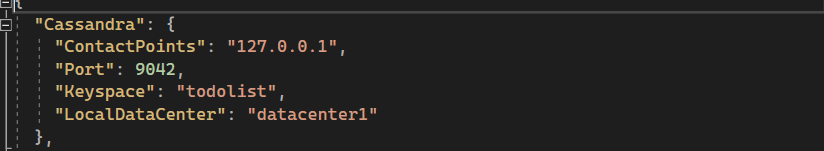 {
"Cassandra": {
"ContactPoints": "127.0.0.1",
"Port": 9042,
"Keyspace": "todolist",
"LocalDataCenter": "datacenter1"
},